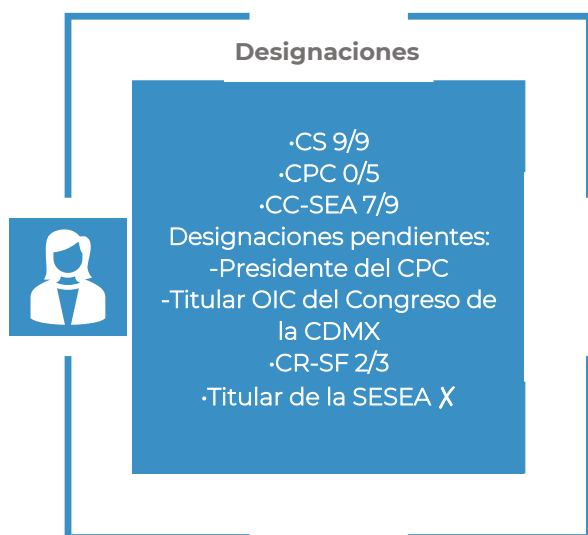 Designaciones
·CS 9/9
·CPC 0/5
·CC-SEA 7/9
Designaciones pendientes:
-Presidente del CPC
-Titular OIC del Congreso de
la CDMX
·CR-SF 2/3
·Titular de la SESEA ✗